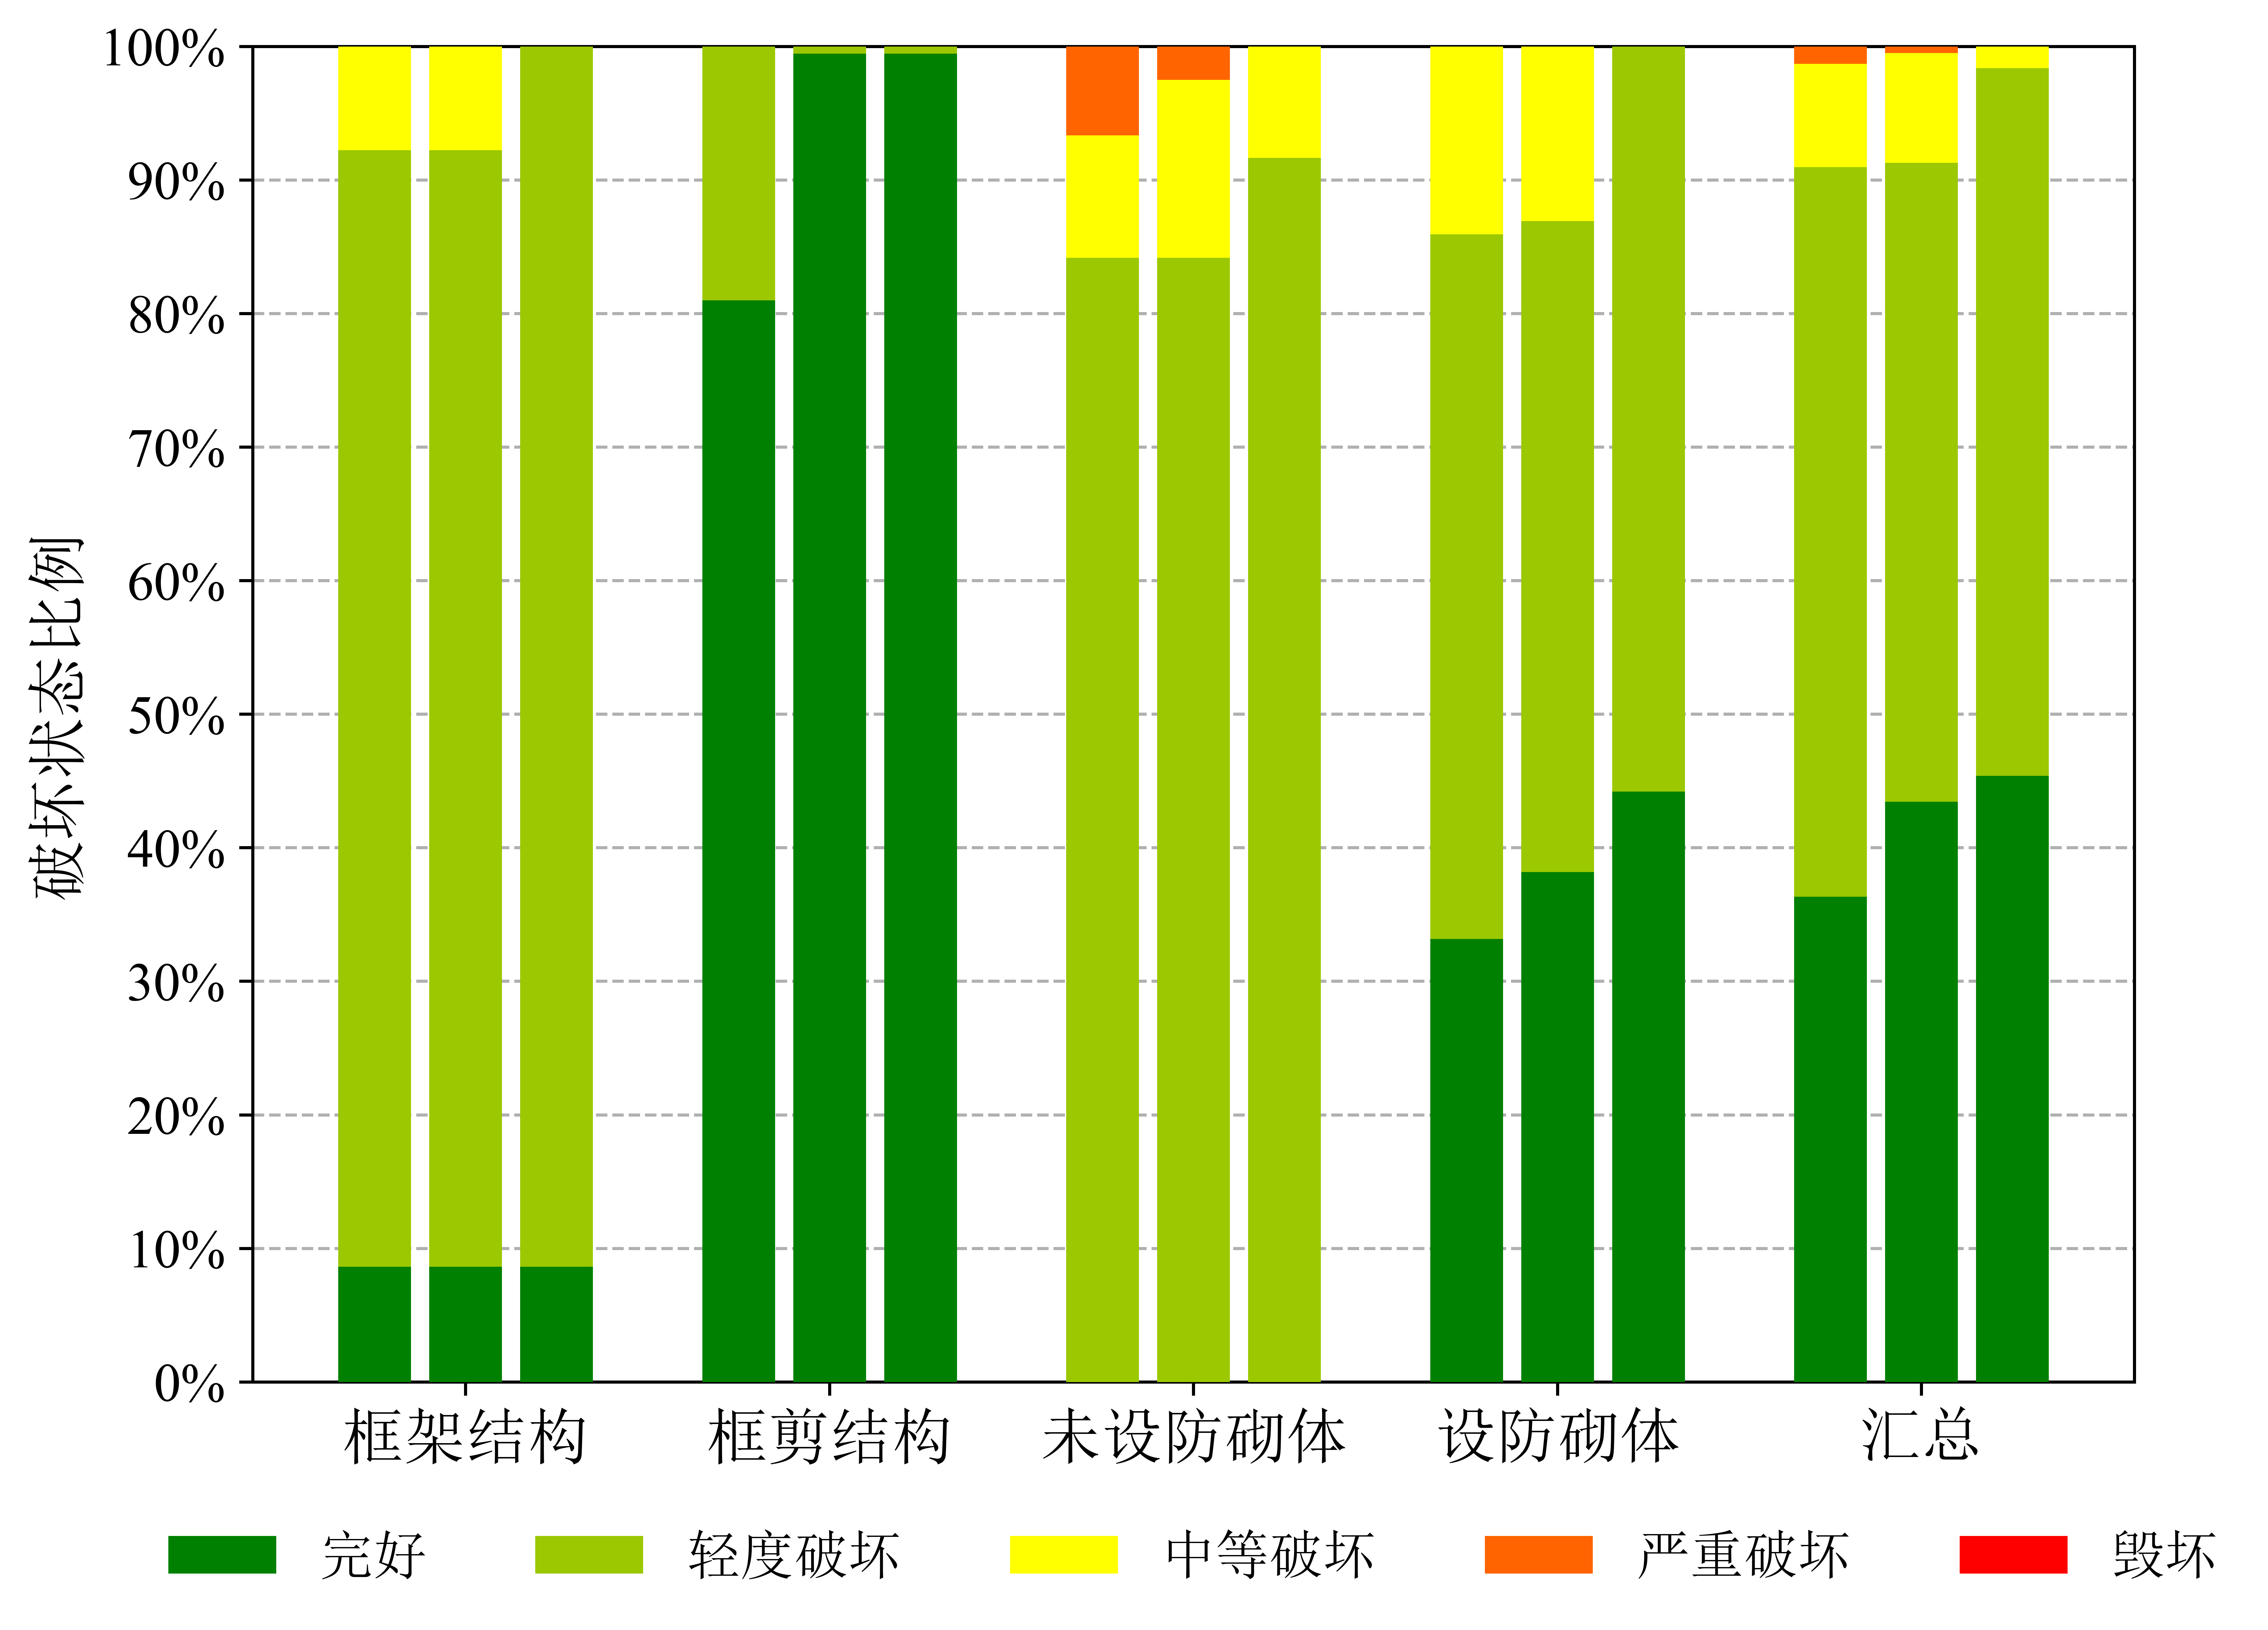 100%
90%
80%
70%
60%
50%
40%
30%
20%
10%
0%
破坏状态比例
框架结构
框剪结构
未设防砌体
设防砌体
汇总
完好
轻度破坏
中等破坏
严重破坏
毁坏